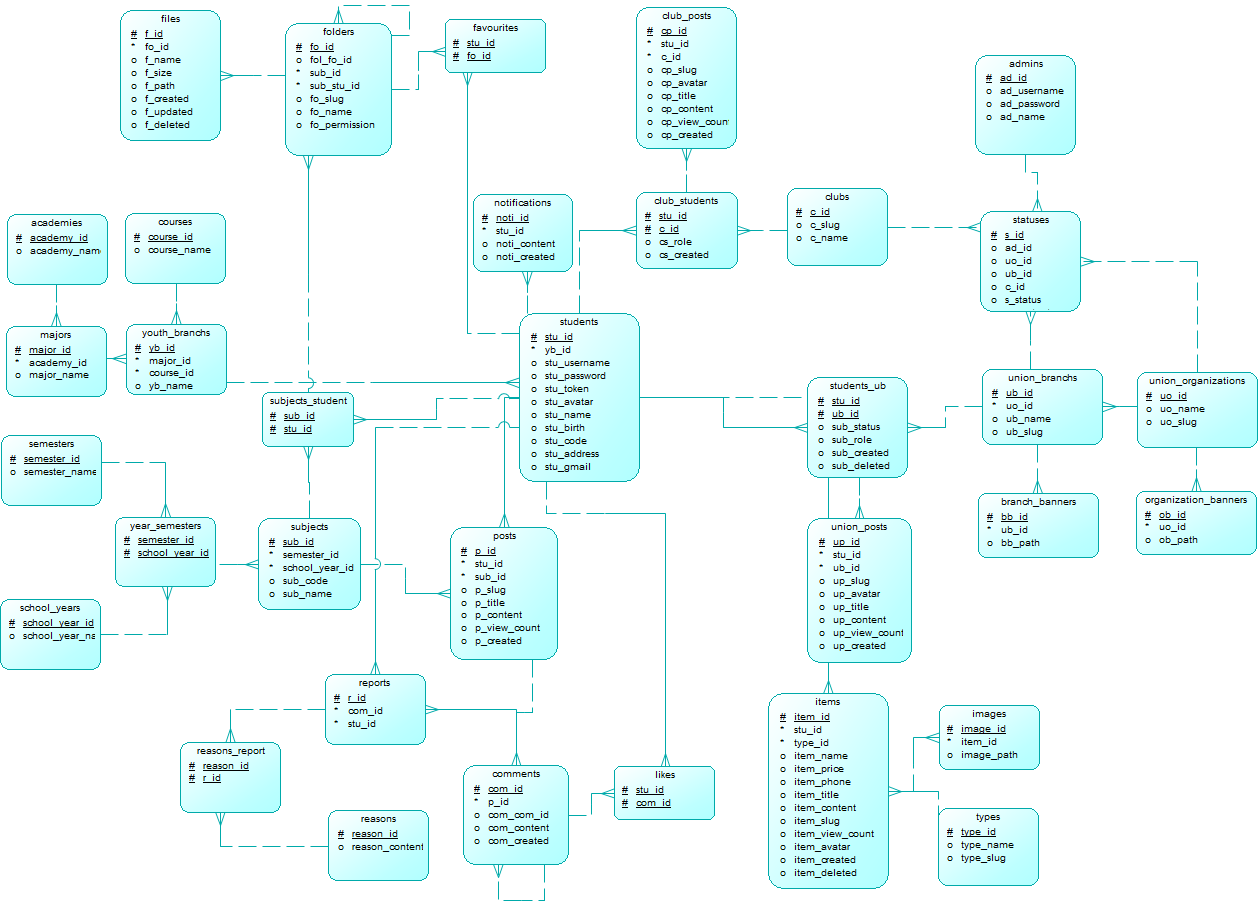 files
# f_id
* fo_id
o f_name
o f_size
o f_path
o f_created
o f_updated
o f_deleted
folders
# fo_id
o fol_fo_id
* sub_id
* sub_stu_id
o fo_slug
o fo_name
o fo_permission
favourites
# stu_id
# fo_id
club_posts
# cp_id
* stu_id
* c_id
o cp_slug
o cp_avatar
o cp_title
o cp_content
o cp_view_coun
o cp_created
admins
# ad_id
o ad_username
o ad_password
o ad_name
academies
# academy_id
o academy_nam
courses
# course_id
o course_name
notifications
# noti_id
* stu_id
o noti_content
o noti_created
club_students
# stu_id
# c_id
o cs_role
o cs_created
clubs
# c_id
o c_slug
o c_name
statuses
# s_id
o ad_id
o uo_id
o ub_id
o c_id
o s_status
majors
# major_id
* academy_id
o major_name
youth_branchs
# yb_id
* major_id
* course_id
o yb_name
students
# stu_id
* yb_id
o stu_username
o stu_password
o stu_token
o stu_avatar
o stu_name
o stu_birth
o stu_code
o stu_address
o stu_gmail
subjects_student
# sub_id
# stu_id
students_ub
# stu_id
# ub_id
o sub_status
o sub_role
o sub_created
o sub_deleted
union_branchs
# ub_id
* uo_id
o ub_name
o ub_slug
union_organizations
# uo_id
o uo_name
o uo_slug
semesters
# semester_id
o semester_name
year_semesters
# semester_id
# school_year_id
subjects
# sub_id
* semester_id
* school_year_id
o sub_code
o sub_name
posts
# p_id
* stu_id
* sub_id
o p_slug
o p_title
o p_content
o p_view_count
o p_created
union_posts
# up_id
* stu_id
* ub_id
o up_slug
o up_avatar
o up_title
o up_content
o up_view_count
o up_created
branch_banners
# bb_id
* ub_id
o bb_path
organization_banners
# ob_id
* uo_id
o ob_path
school_years
# school_year_id
o school_year_na
reports
# r_id
* com_id
* stu_id
reasons_report
# reason_id
# r_id
reasons
# reason_id
o reason_content
comments
# com_id
* p_id
o com_com_id
o com_content
o com_created
likes
# stu_id
# com_id
items
# item_id
* stu_id
* type_id
o item_name
o item_price
o item_phone
o item_title
o item_content
o item_slug
o item_view_count
o item_avatar
o item_created
o item_deleted
images
# image_id
* item_id
o image_path
types
# type_id
o type_name
o type_slug